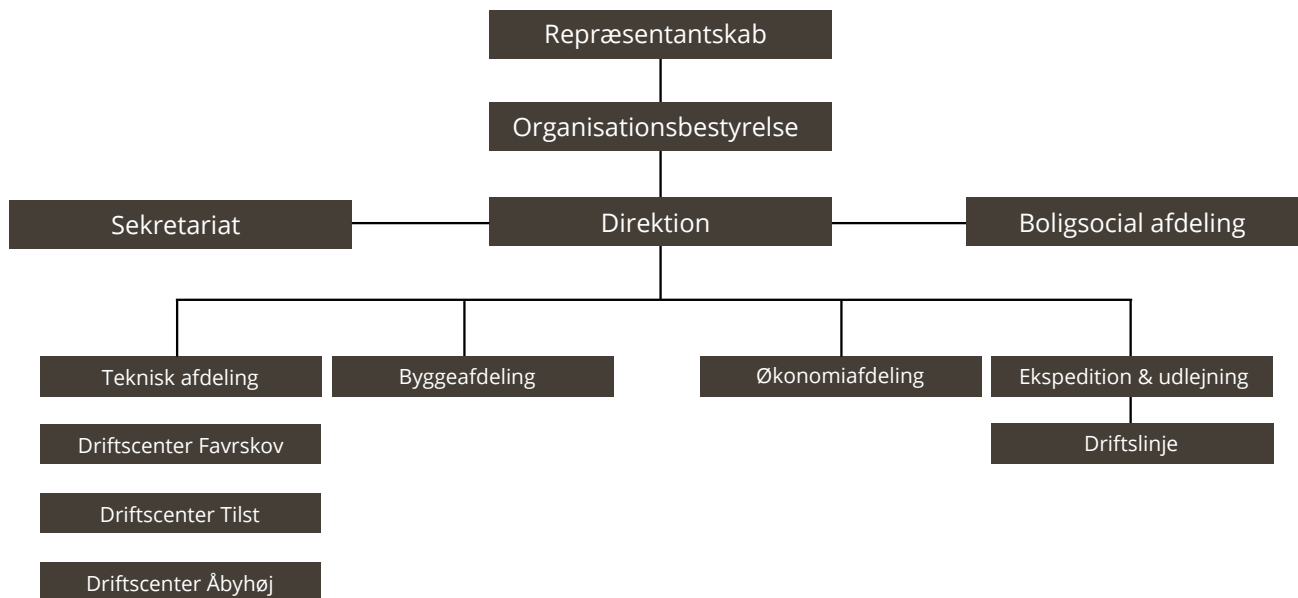 Repræsentantskab
Organisationsbestyrelse
Sekretariat
Direktion
Boligsocial afdeling
Teknisk afdeling
Byggeafdeling
Økonomiafdeling
Ekspedition & udlejning
Driftscenter Favrskov
Driftslinje
Driftscenter Tilst
Driftscenter Åbyhøj